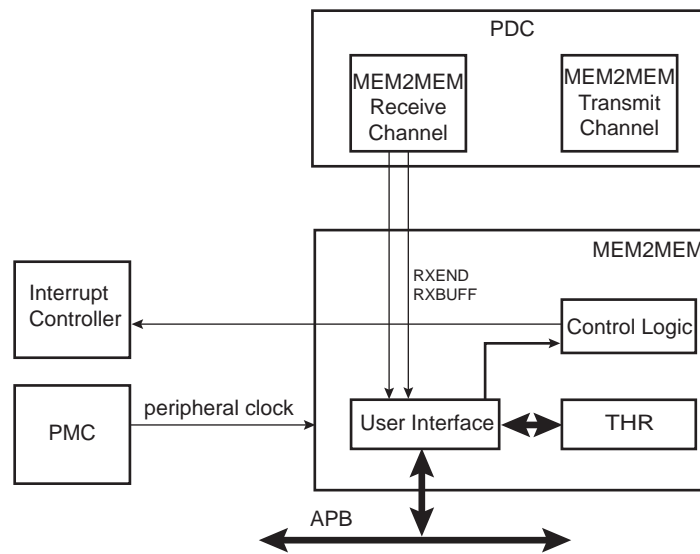 PDC
MEM2MEM
Receive
Channel
MEM2MEM
Transmit
Channel
MEM2MEM
RXEND
RXBUFF
Interrupt
Controller
Control Logic
PMC
peripheral clock
User Interface
THR
APB